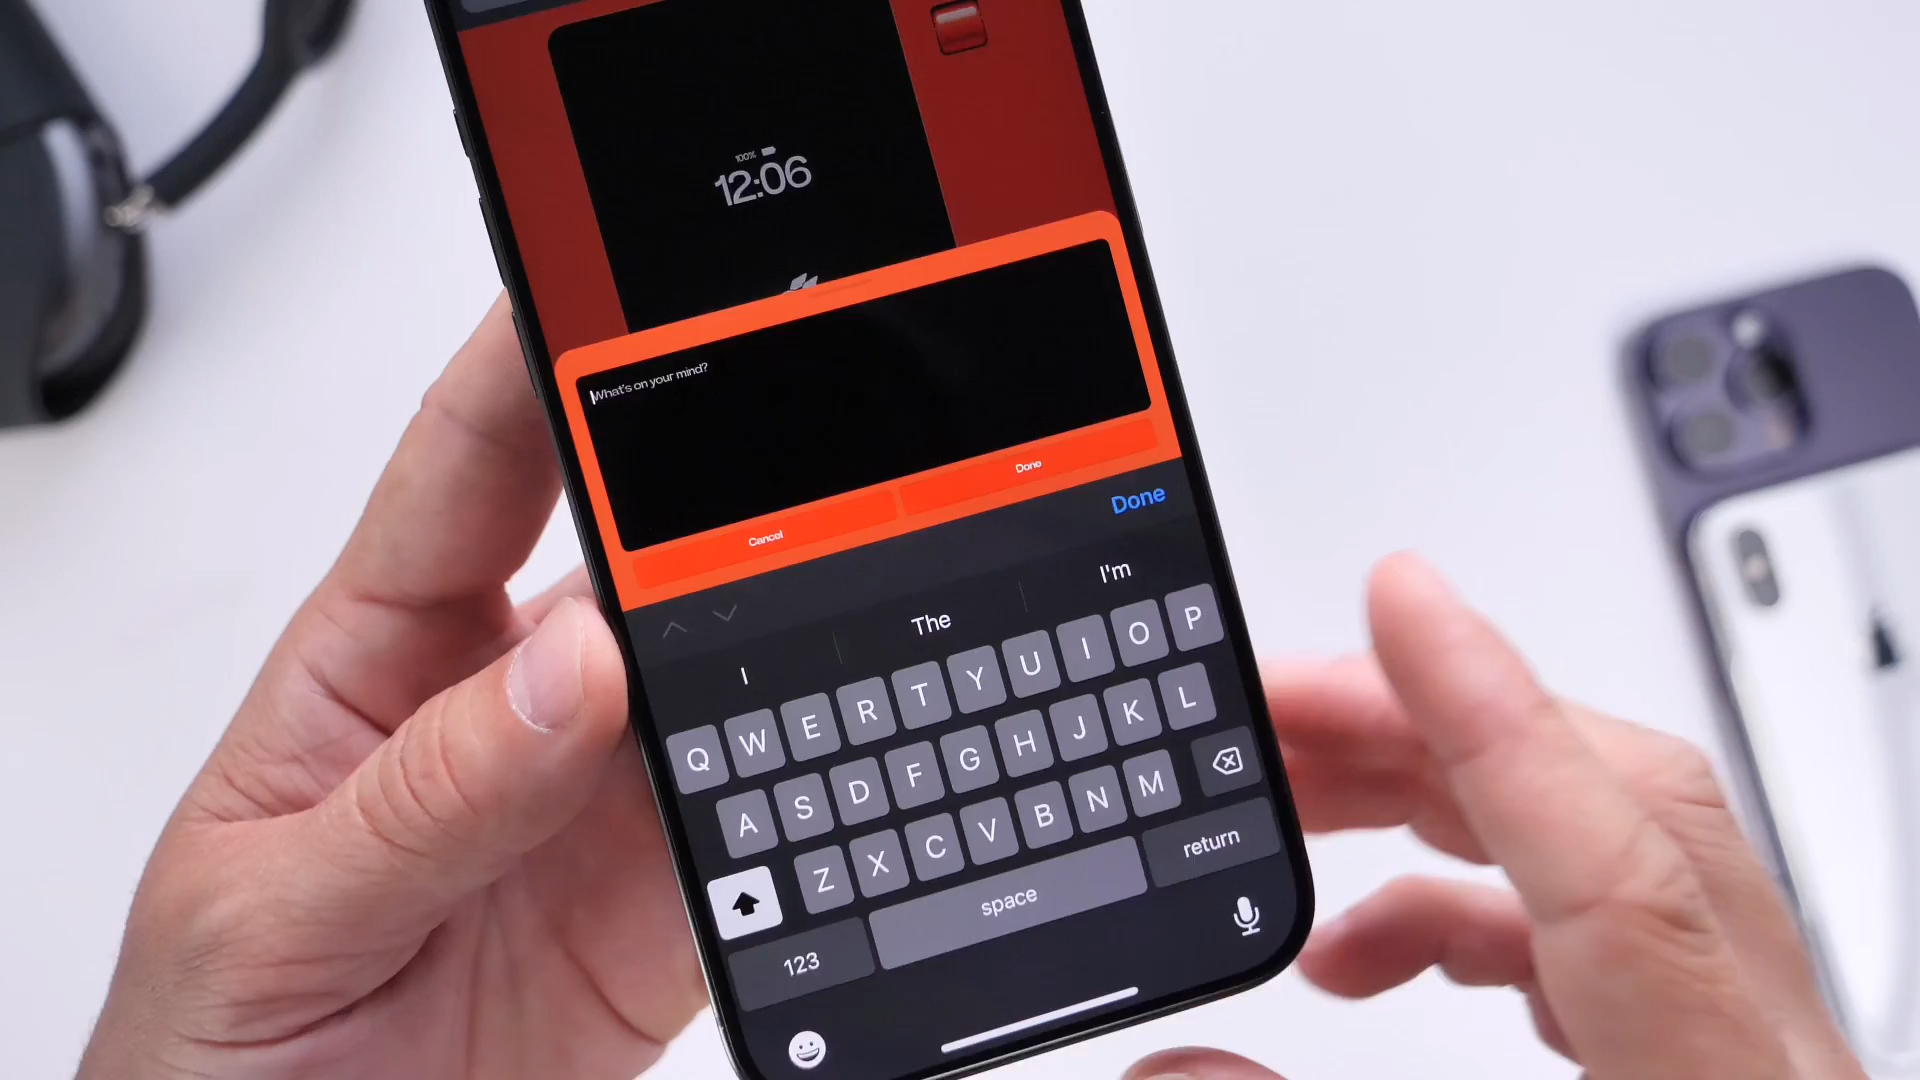 100%
12:06
What's on your mind?
Cancel
Done
Done
I
The
I'm
Q W E R T Y U I O P
A S D F G H J K L
Z X C V B N M
123
space
return